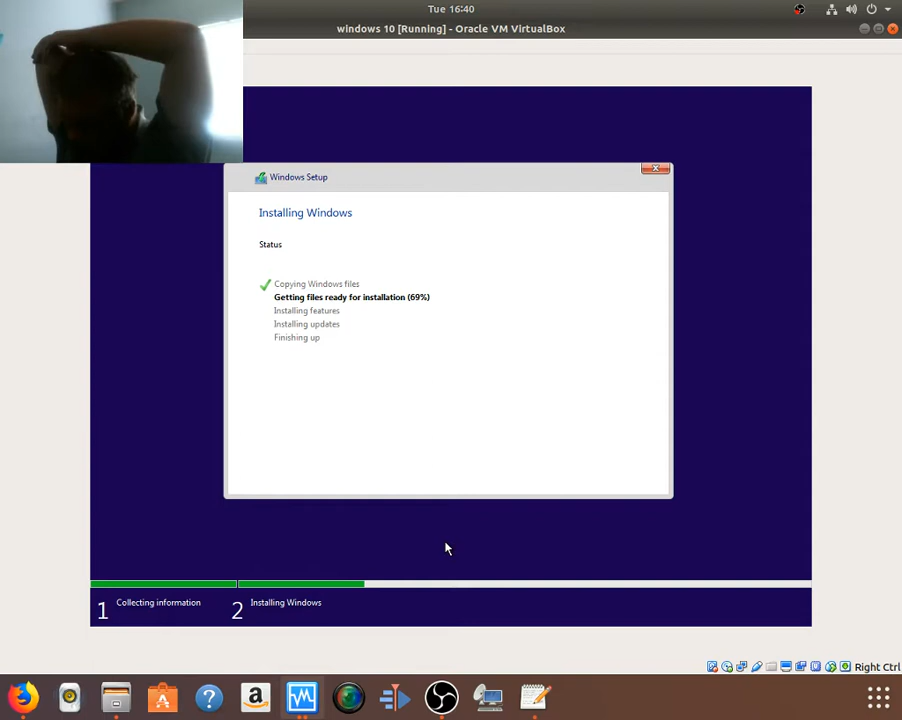 Tue 16:40
windows 10 [Running] - Oracle VM VirtualBox
Windows Setup
Installing Windows
Status
Copying Windows files
Getting files ready for installation (69%)
Installing features
Installing updates
Finishing up
1 Collecting information
2 Installing Windows
Right Ctrl